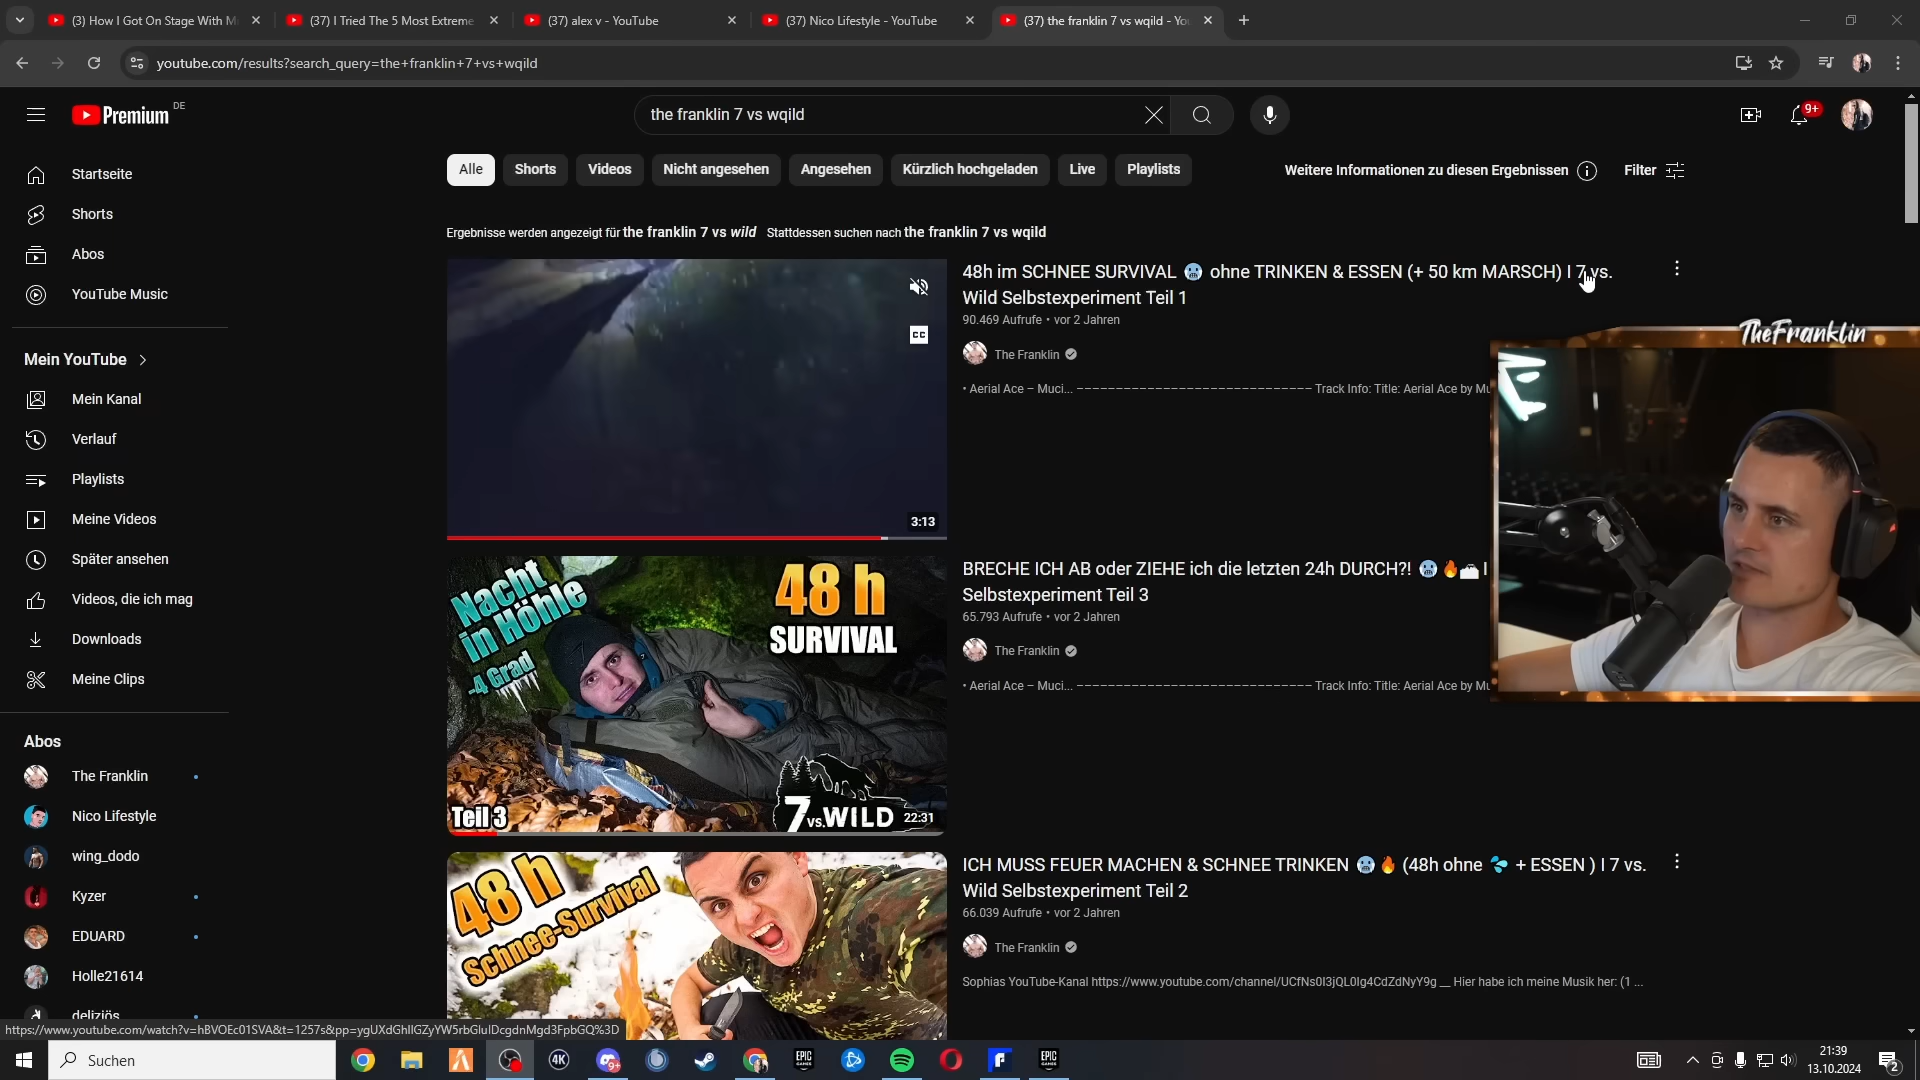 (3) How I Got On Stage With M
(37) I Tried The 5 Most Extreme
(37) alex v - YouTube
(37) Nico Lifestyle - YouTube
(37) the franklin 7 vs wqild - Yo
youtube.com/results?search_query=the+franklin+7+vs+wqild
Premium DE
the franklin 7 vs wqild
9+
Alle
Shorts
Videos
Nicht angesehen
Angesehen
Kürzlich hochgeladen
Live
Playlists
Weitere Informationen zu diesen Ergebnissen
Filter
Startseite
Shorts
Abos
YouTube Music
Mein YouTube
Mein Kanal
Verlauf
Playlists
Meine Videos
Später ansehen
Videos, die ich mag
Downloads
Meine Clips
Abos
The Franklin
Nico Lifestyle
wing_dodo
Kyzer
EDUARD
Holle21614
deliziös
Ergebnisse werden angezeigt für the franklin 7 vs wild Stattdessen suchen nach the franklin 7 vs wqild
CC
3:13
48h im SCHNEE SURVIVAL 🥶 ohne TRINKEN & ESSEN (+ 50 km MARSCH) I 7 vs.
Wild Selbstexperiment Teil 1
90.469 Aufrufe • vor 2 Jahren
The Franklin
• Aerial Ace – Muci... ------------------------------ Track Info: Title: Aerial Ace by Mu
TheFranklin
Nacht
in Höhle
-4 Grad
48 h
SURVIVAL
Teil 3
7 vs. WILD
22:31
BRECHE ICH AB oder ZIEHE ich die letzten 24h DURCH?! 🥶🔥🏔 I
Selbstexperiment Teil 3
65.793 Aufrufe • vor 2 Jahren
The Franklin
• Aerial Ace – Muci... ------------------------------ Track Info: Title: Aerial Ace by Mu
48 h
Schnee-Survival
ICH MUSS FEUER MACHEN & SCHNEE TRINKEN 🥶🔥 (48h ohne 💦 + ESSEN ) I 7 vs.
Wild Selbstexperiment Teil 2
66.039 Aufrufe • vor 2 Jahren
The Franklin
Sophias YouTube-Kanal https://www.youtube.com/channel/UCfNs0I3jQL0Ig4CdZdNyY9g __ Hier habe ich meine Musik her: (1 ...
https://www.youtube.com/watch?v=hBVOEc01SVA&t=1257s&pp=ygUXdGhlIGZyYW5rbGluIDcgdnMgd3FpbGQ%3D
Suchen
4K
9+
EPIC GAMES
EPIC GAMES
21:39
13.10.2024
2